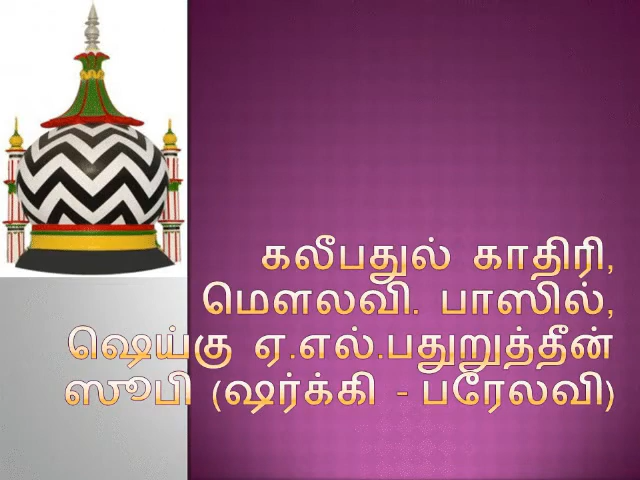 கலீபதுல் காதிரி,
மௌலவி. பாஸில்,
ஷெய்கு ஏ.எல்.பதுறுத்தீன்
ஸூபி (ஷர்க்கி - பரேலவி)